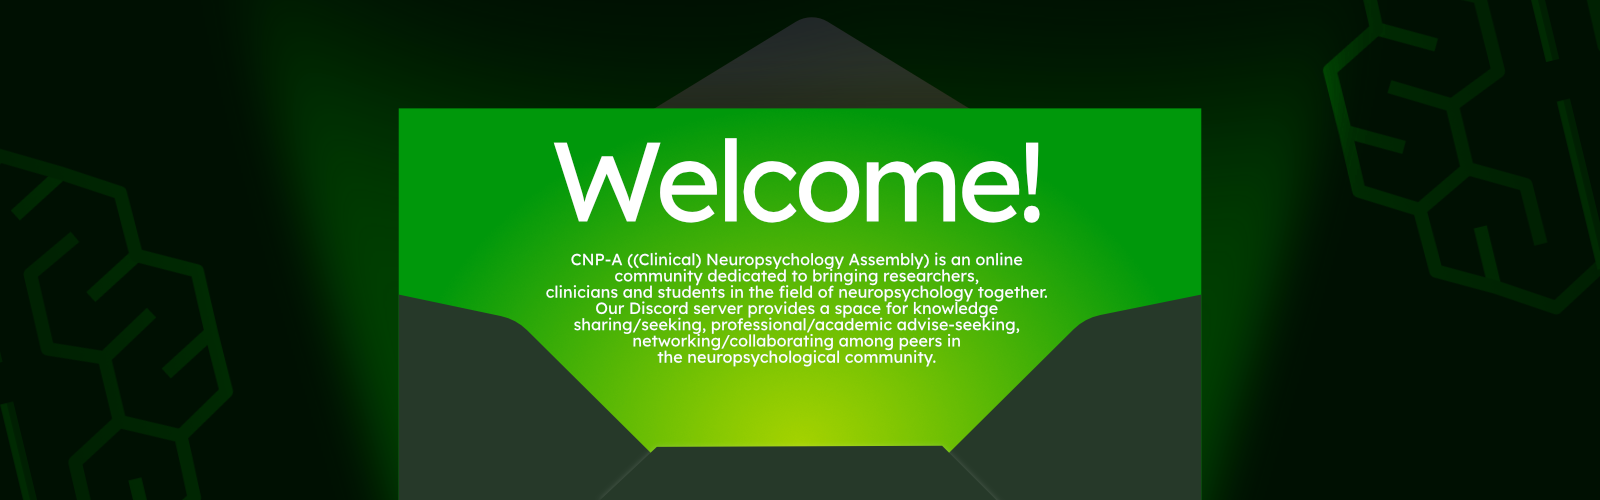 Welcome!
CNP-A ((Clinical) Neuropsychology Assembly) is an online
community dedicated to bringing researchers,
clinicians and students in the field of neuropsychology together.
Our Discord server provides a space for knowledge
sharing/seeking, professional/academic advise-seeking,
networking/collaborating among peers in
the neuropsychological community.